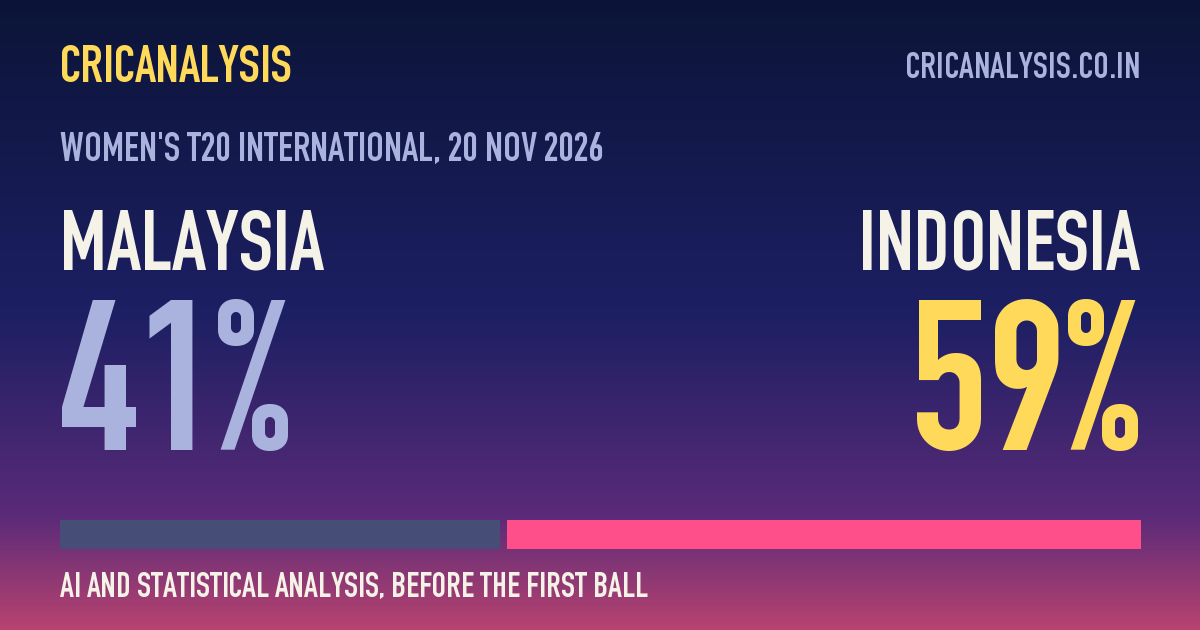 CRICANALYSIS
CRICANALYSIS.CO.IN
WOMEN'S T20 INTERNATIONAL, 20 NOV 2026
MALAYSIA
INDONESIA
41%
59%
AI AND STATISTICAL ANALYSIS, BEFORE THE FIRST BALL